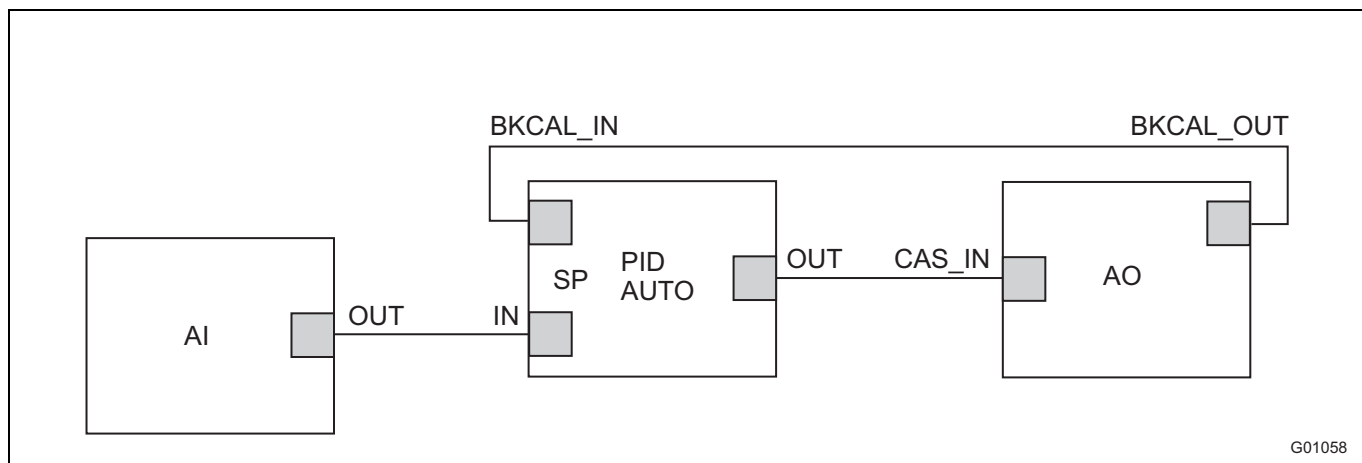 BKCAL_IN
BKCAL_OUT
AI
OUT
IN
SP
PID
AUTO
OUT
CAS_IN
AO
G01058